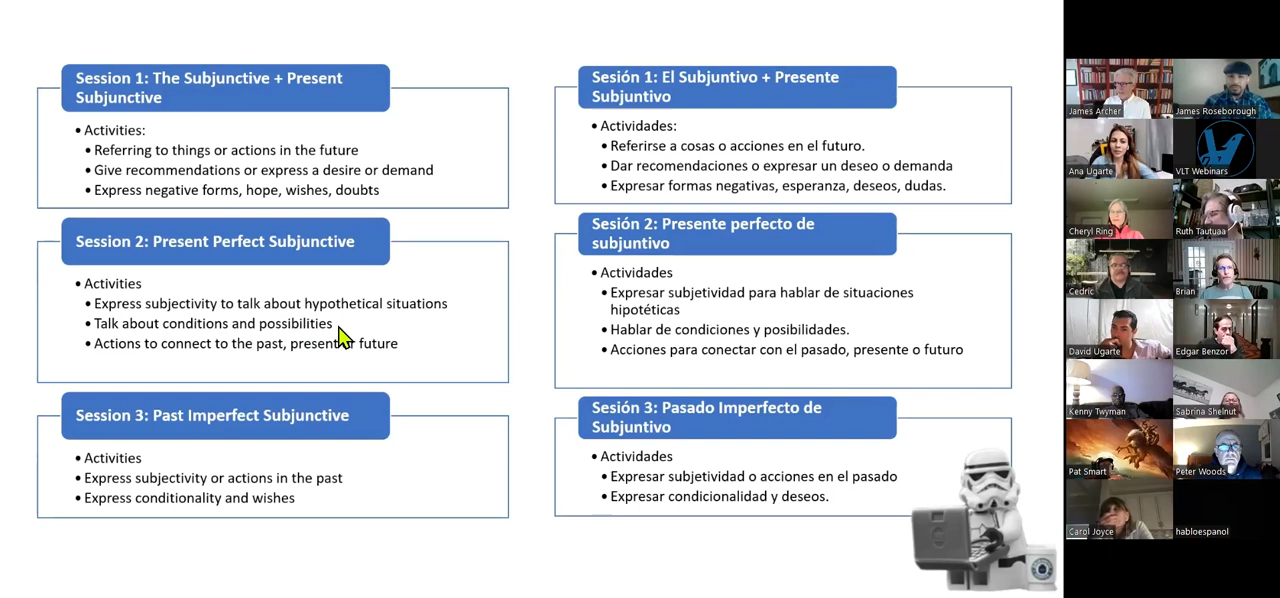 Session 1: The Subjunctive + Present
Subjunctive
• Activities:
• Referring to things or actions in the future
• Give recommendations or express a desire or demand
• Express negative forms, hope, wishes, doubts
Session 2: Present Perfect Subjunctive
• Activities
• Express subjectivity to talk about hypothetical situations
• Talk about conditions and possibilities
• Actions to connect to the past, present or future
Session 3: Past Imperfect Subjunctive
• Activities
• Express subjectivity or actions in the past
• Express conditionality and wishes
Sesión 1: El Subjuntivo + Presente
Subuntivo
• Actividades:
• Referirse a cosas o acciones en el futuro.
• Dar recomendaciones o expresar un deseo o demanda
• Expresar formas negativas, esperanza, deseos, dudas.
Sesión 2: Presente perfecto de
subjuntivo
• Actividades
• Expresar subjetividad para hablar de situaciones
hipotéticas
• Hablar de condiciones y posibilidades.
• Acciones para conectar con el pasado, presente o futuro
Sesión 3: Pasado Imperfecto de
Subjuntivo
• Actividades
• Expresar subjetividad o acciones en el pasado
• Expresar condicionalidad y deseos.
James Archer
James Roseborough
Ana Ugarte
VLT Webinars
Cheryl Ring
Ruth Tautuaa
Cedric
Brian
David Ugarte
Edgar Benzor
Kenny Twyman
Sabrina Shelnut
Pat Smart
Peter Woods
Carol Joyce
habloespanol